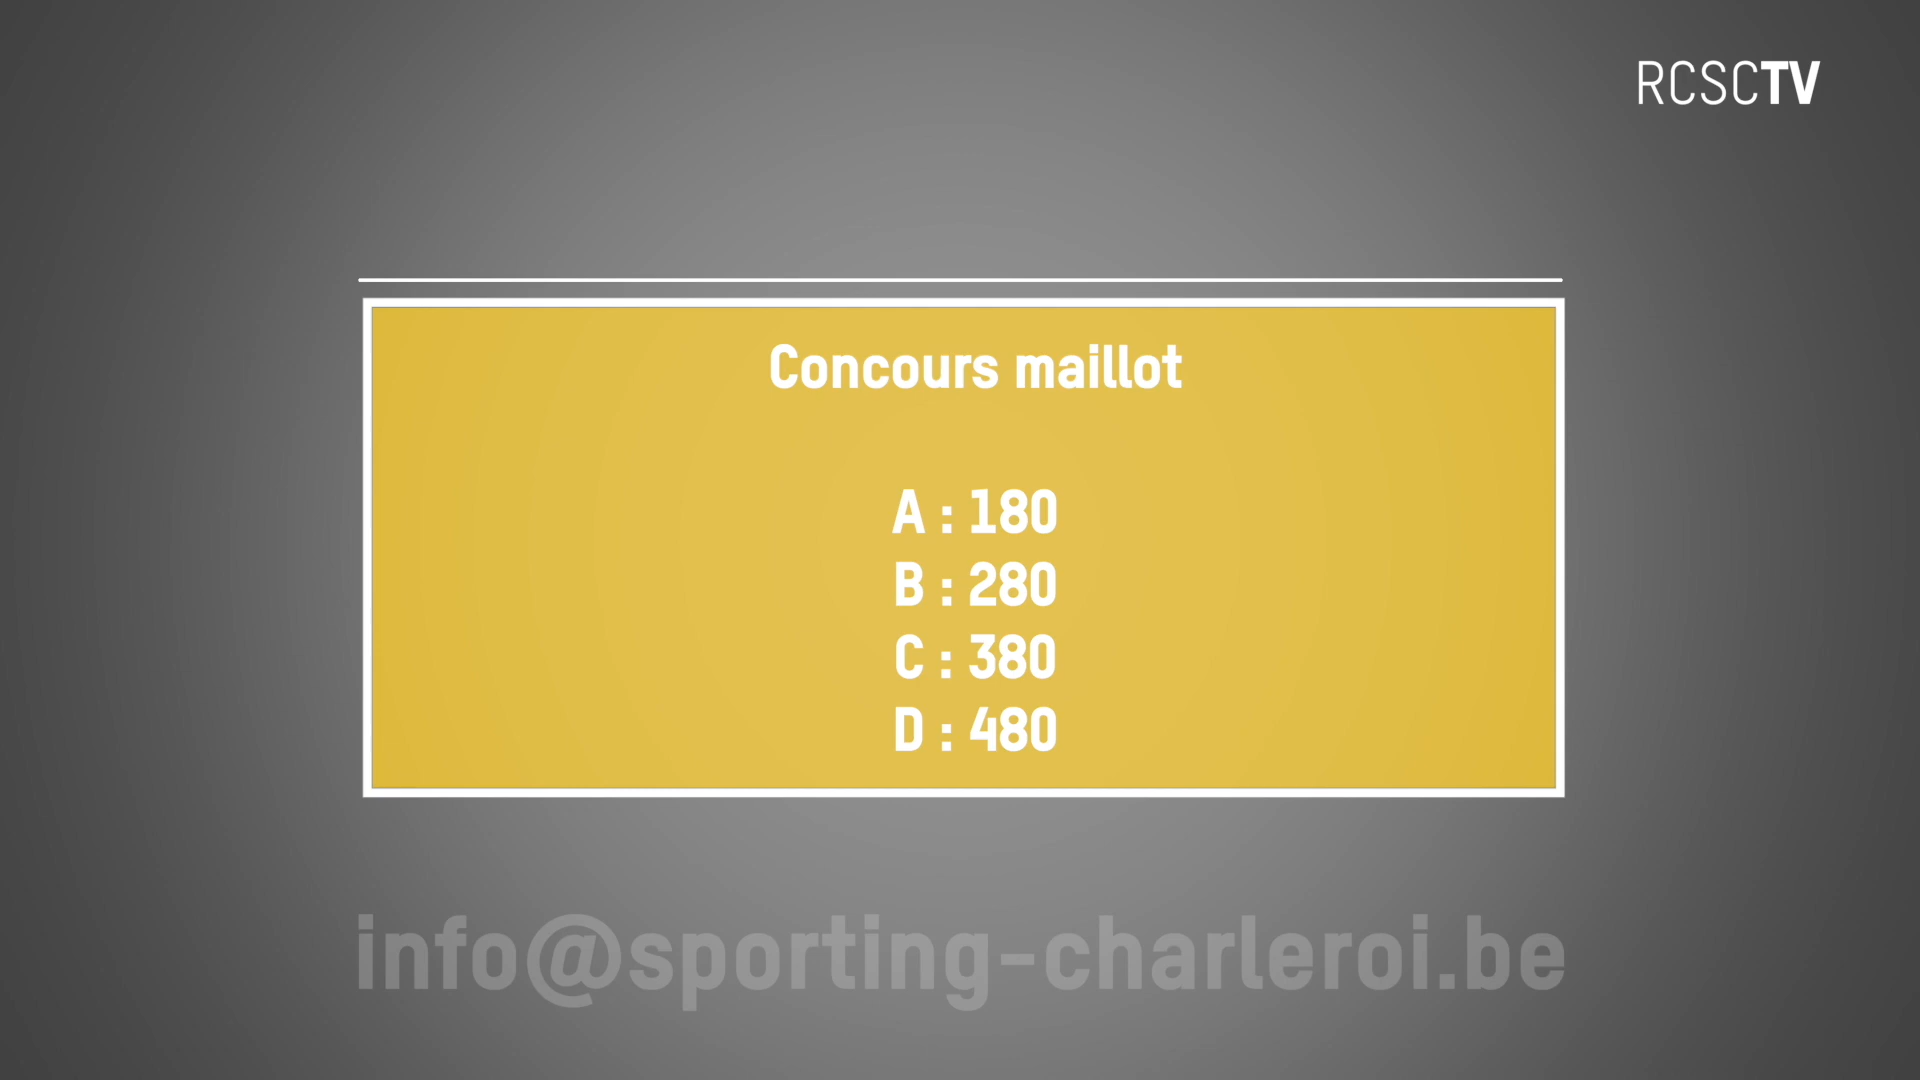 RCSCTV
Concours maillot
A : 180
B : 280
C : 380
D : 480
info@sporting-charleroi.be